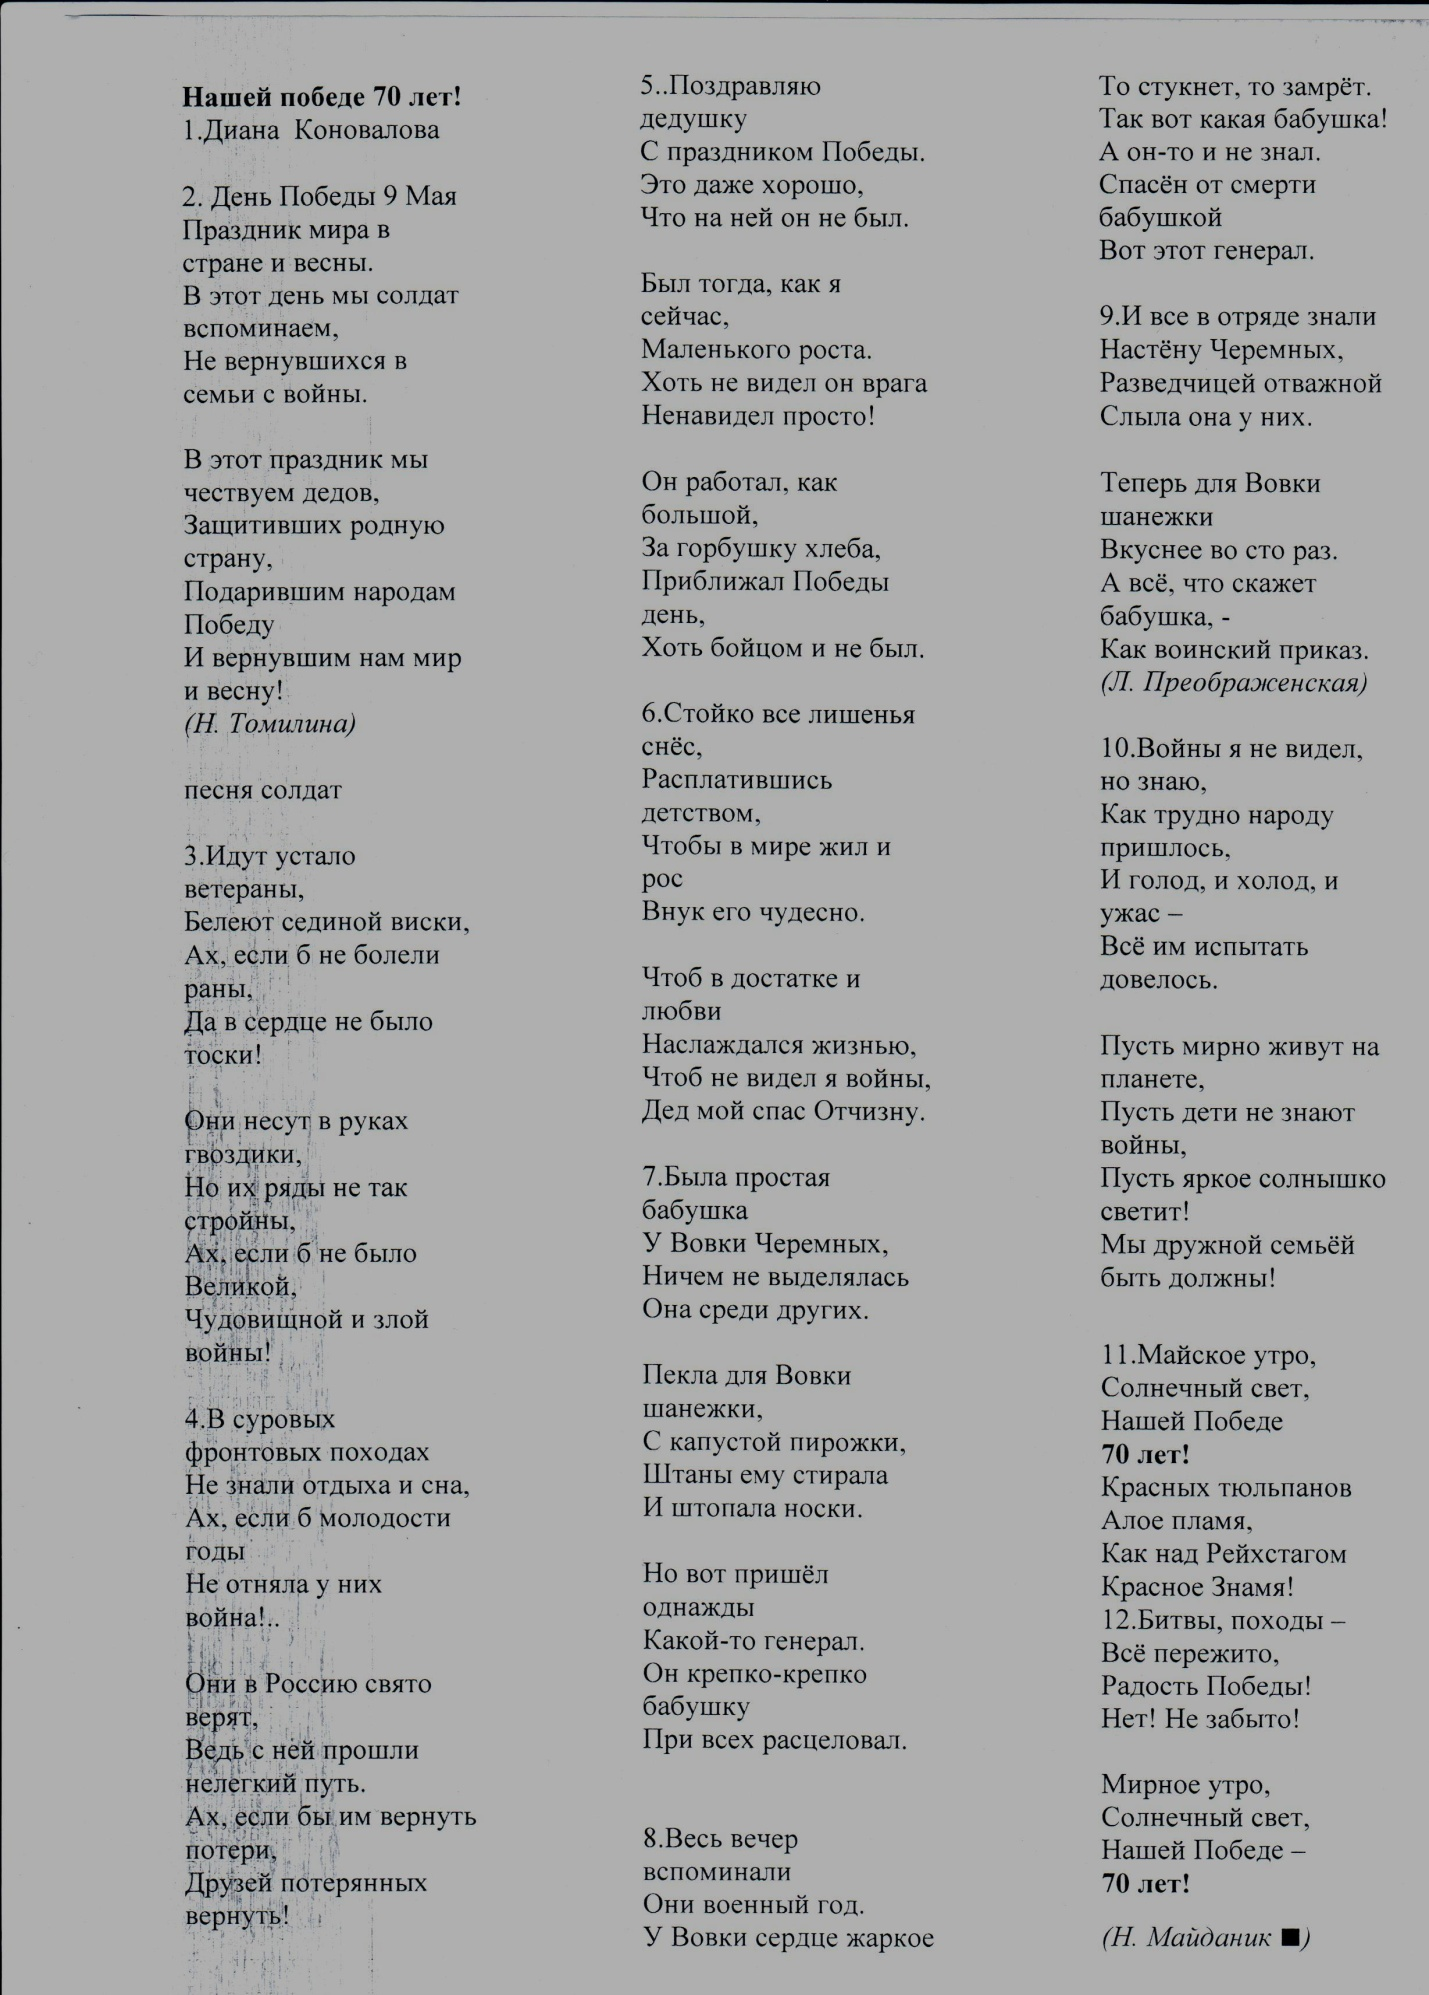 Нашей победе 70 лет!
1.Диана Коновалова
2. День Победы 9 Мая
Праздник мира в
стране и весны.
В этот день мы солдат
вспоминаем,
Не вернувшихся в
семьи с войны.
В этот праздник мы
чествуем дедов,
Защитивших родную
страну,
Подарившим народам
Победу
И вернувшим нам мир
и весну!
(Н. Томилина)
песня солдат
3.Идут устало
ветераны,
Белеют сединой виски,
Ах, если б не болели
раны,
Да в сердце не было
тоски!
Они несут в руках
гвоздики,
Но их ряды не так
стройны,
Ах, если б не было
Великой,
Чудовищной и злой
войны!
4.В суровых
фронтовых походах
Не знали отдыха и сна,
Ах, если б молодости
годы
Не отняла у них
война!..
Они в Россию свято
верят,
Ведь с ней прошли
нелегкий путь.
Ах, если бы им вернуть
потери,
Друзей потерянных
вернуть!
5..Поздравляю
дедушку
С праздником Победы.
Это даже хорошо,
Что на ней он не был.
Был тогда, как я
сейчас,
Маленького роста.
Хоть не видел он врага
Ненавидел просто!
Он работал, как
большой,
За горбушку хлеба,
Приближал Победы
день,
Хоть бойцом и не был.
6.Стойко все лишенья
снёс,
Расплатившись
детством,
Чтобы в мире жил и
рос
Внук его чудесно.
Чтоб в достатке и
любви
Наслаждался жизнью,
Чтоб не видел я войны,
Дед мой спас Отчизну.
7.Была простая
бабушка
У Вовки Черемных,
Ничем не выделялась
Она среди других.
Пекла для Вовки
шанежки,
С капустой пирожки,
Штаны ему стирала
И штопала носки.
Но вот пришёл
однажды
Какой-то генерал.
Он крепко-крепко
бабушку
При всех расцеловал.
8.Весь вечер
вспоминали
Они военный год.
У Вовки сердце жаркое
То стукнет, то замрёт.
Так вот какая бабушка!
А он-то и не знал.
Спасён от смерти
бабушкой
Вот этот генерал.
9.И все в отряде знали
Настёну Черемных,
Разведчицей отважной
Слыла она у них.
Теперь для Вовки
шанежки
Вкуснее во сто раз.
А всё, что скажет
бабушка, -
Как воинский приказ.
(Л. Преображенская)
10.Войны я не видел,
но знаю,
Как трудно народу
пришлось,
И голод, и холод, и
ужас –
Всё им испытать
довелось.
Пусть мирно живут на
планете,
Пусть дети не знают
войны,
Пусть яркое солнышко
светит!
Мы дружной семьёй
быть должны!
11.Майское утро,
Солнечный свет,
Нашей Победе
70 лет!
Красных тюльпанов
Алое пламя,
Как над Рейхстагом
Красное Знамя!
12.Битвы, походы –
Всё пережито,
Радость Победы!
Нет! Не забыто!
Мирное утро,
Солнечный свет,
Нашей Победе –
70 лет!
(Н. Майданик ■)